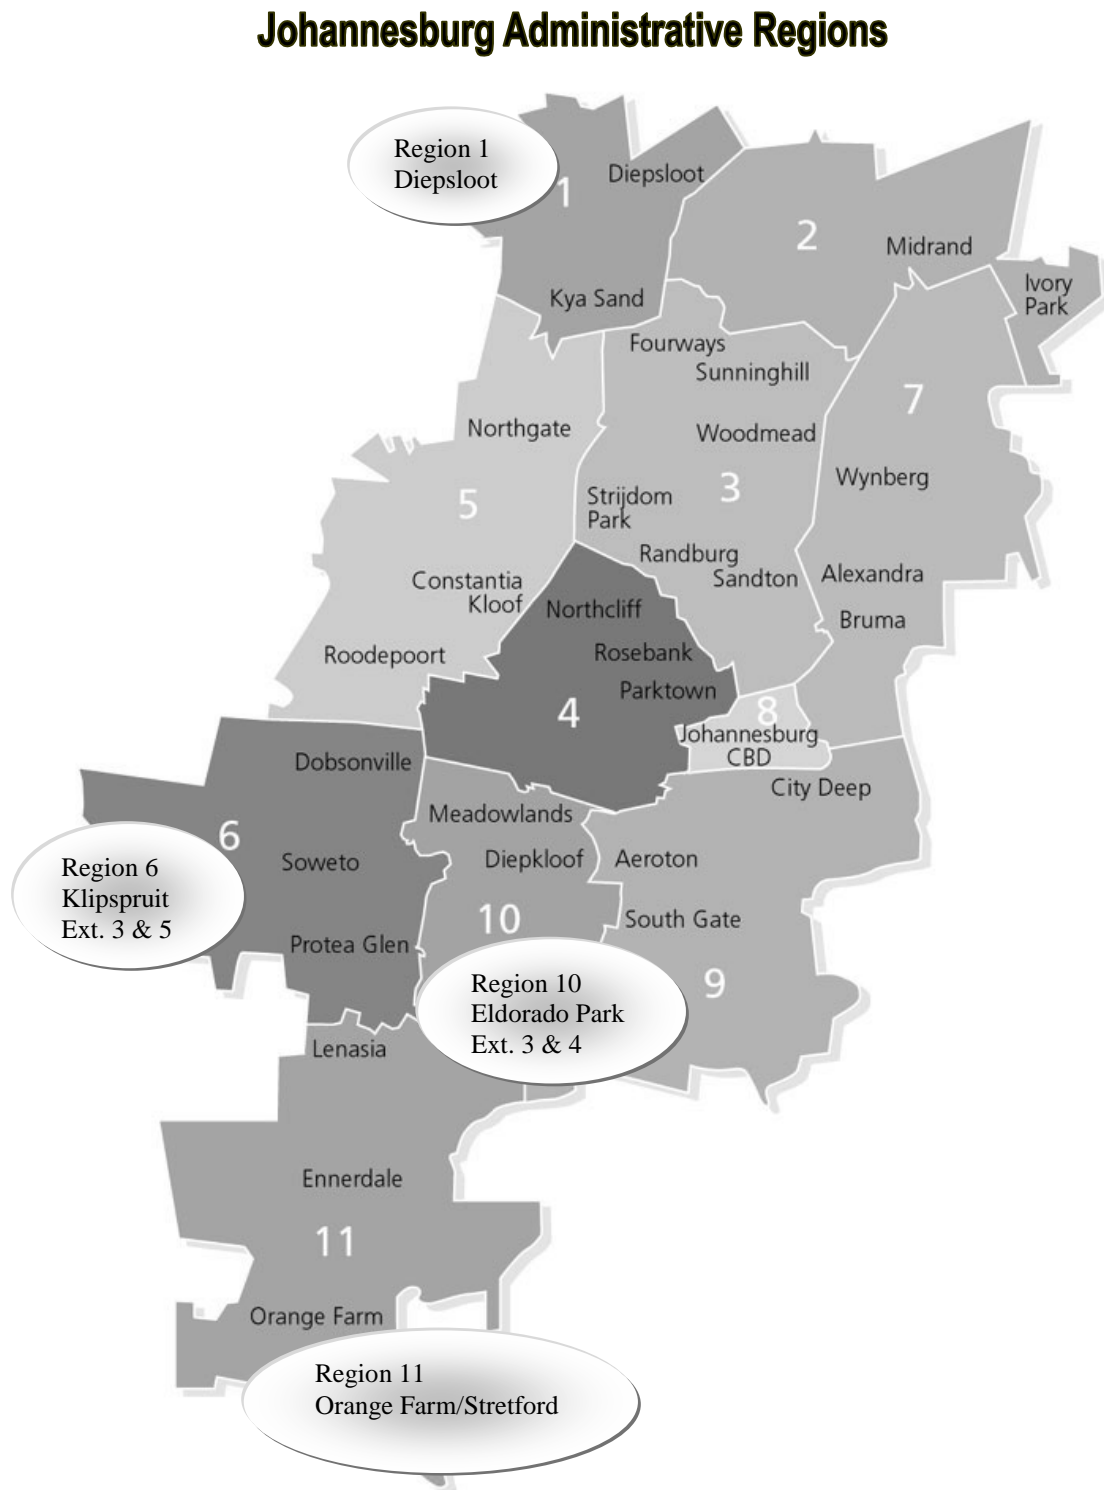 Johannesburg Administrative Regions
Region 1
Diepsloot
1
Diepsloot
2
Midrand
Ivory
Park
Kya Sand
Fourways
Sunninghill
7
Northgate
Woodmead
Wynberg
5
3
Strijdom
Park
Randburg
Sandton
Alexandra
Constantia
Kloof
Northcliff
Bruma
Roodepoort
Rosebank
Parktown
4
8
Johannesburg
CBD
Dobsonville
City Deep
Meadowlands
6
Soweto
Diepkloof
Aeroton
Region 6
Klipspruit
Ext. 3 & 5
10
South Gate
Protea Glen
9
Region 10
Eldorado Park
Ext. 3 & 4
Lenasia
Ennerdale
11
Orange Farm
Region 11
Orange Farm/Stretford